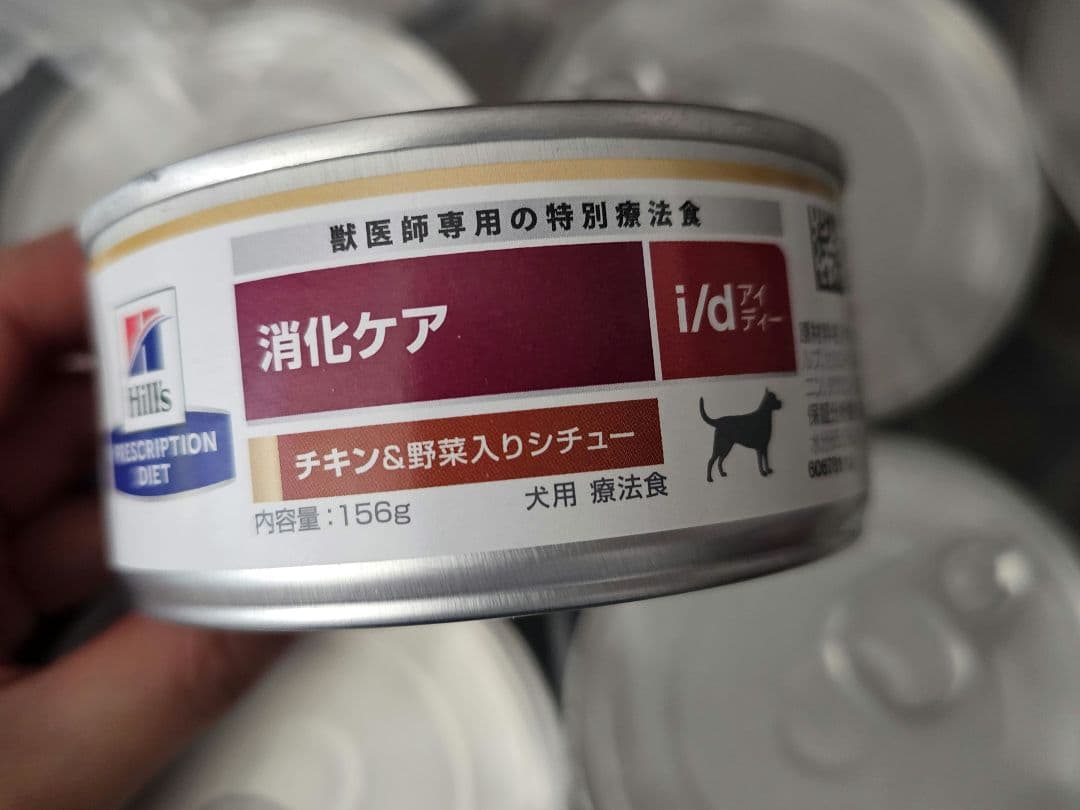 獣医師専用の特別療法食
消化ケア
i/d アイディー
Hill's
PRESCRIPTION
DIET
チキン&野菜入りシチュー
内容量:156g
犬用 療法食